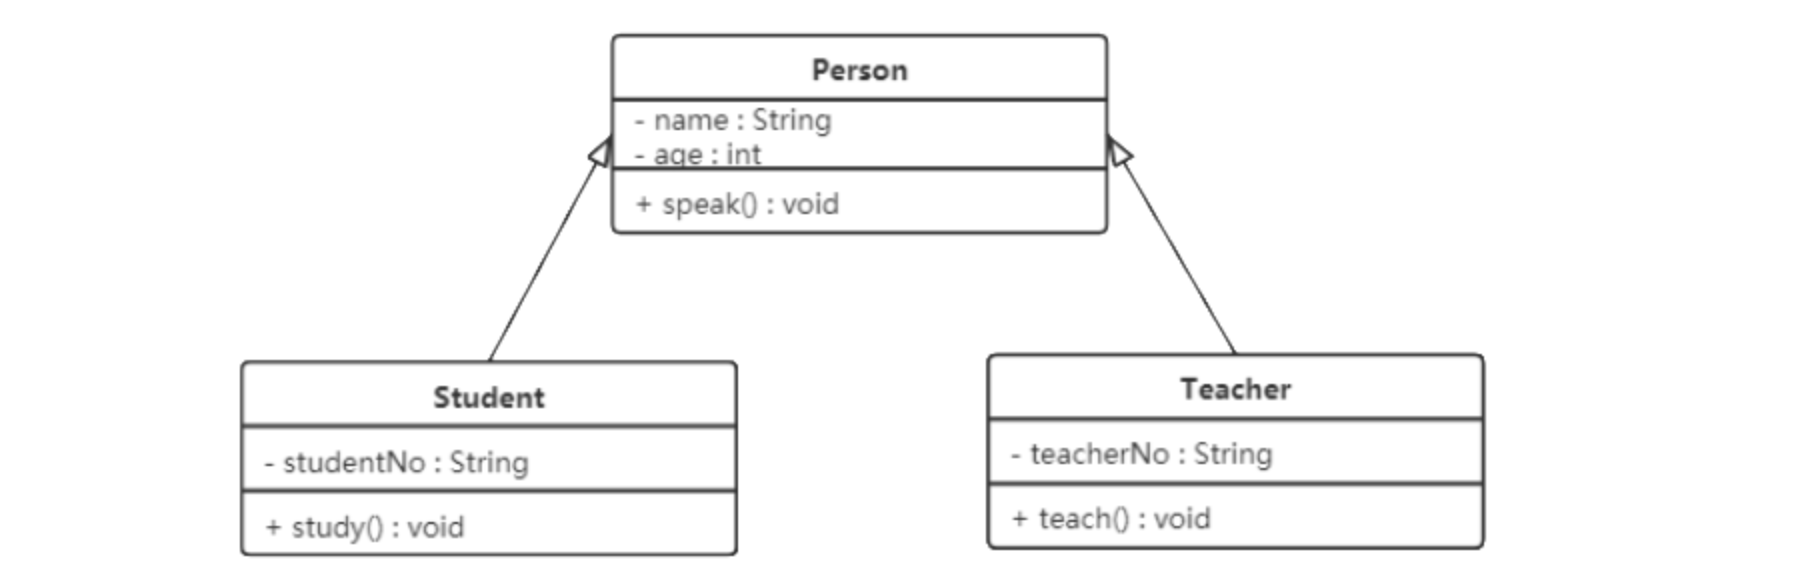 Person
- name : String
- age : int
+ speak() : void
Student
- studentNo : String
+ study() : void
Teacher
- teacherNo : String
+ teach() : void